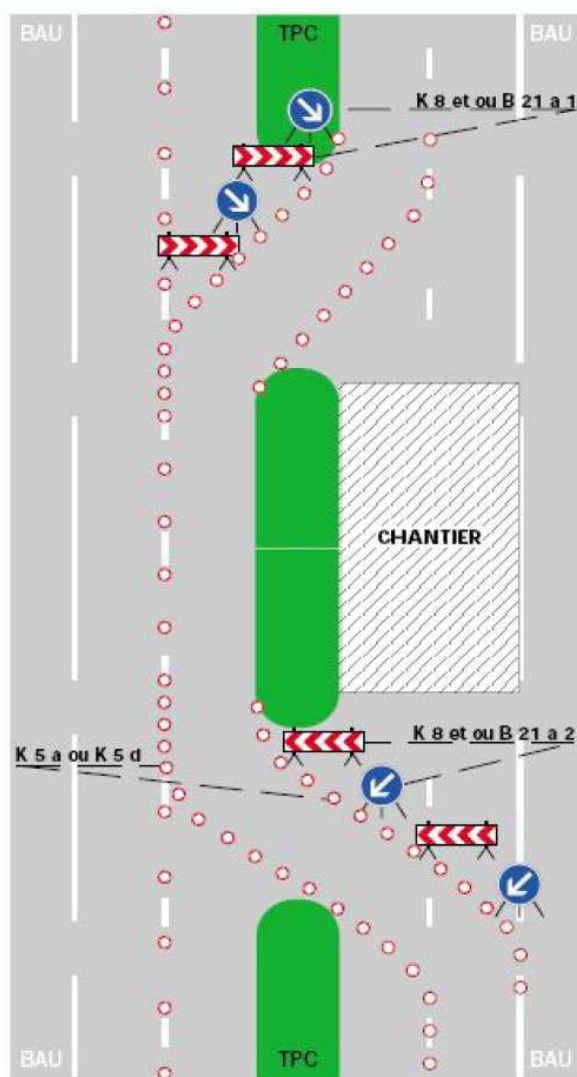 BAU TPC BAU
K 8 et ou B 21 a 1
CHANTIER
K 8 et ou B 21 a 2
K 5 a ou K 5 d
BAU TPC BAU